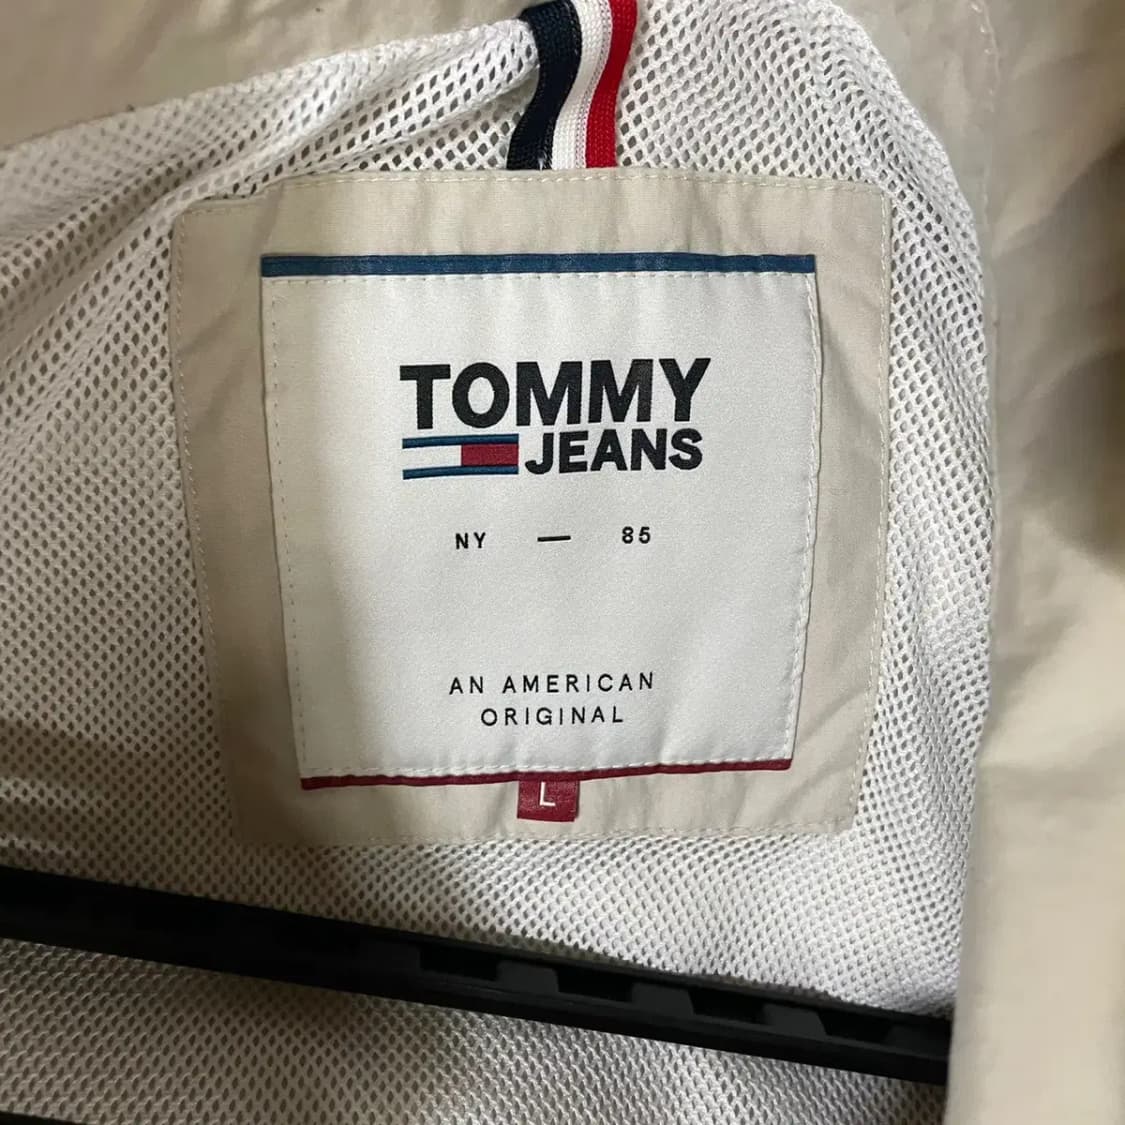 TOMMY
JEANS
NY — 85
AN AMERICAN
ORIGINAL
L